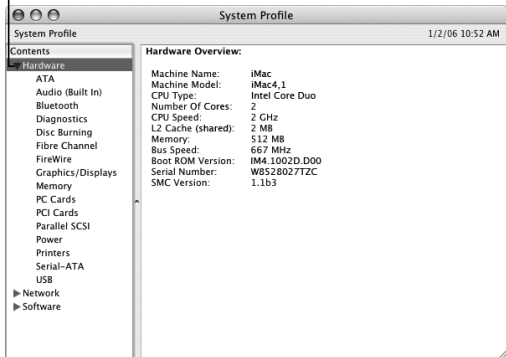 System Profile
System Profile 1/2/06 10:52 AM
Contents
Hardware
ATA
Audio (Built In)
Bluetooth
Diagnostics
Disc Burning
Fibre Channel
FireWire
Graphics/Displays
Memory
PC Cards
PCI Cards
Parallel SCSI
Power
Printers
Serial-ATA
USB
Network
Software
Hardware Overview:
Machine Name: iMac
Machine Model: iMac4,1
CPU Type: Intel Core Duo
Number Of Cores: 2
CPU Speed: 2 GHz
L2 Cache (shared): 2 MB
Memory: 512 MB
Bus Speed: 667 MHz
Boot ROM Version: IM4.1002D.D00
Serial Number: W8528027TZC
SMC Version: 1.1b3